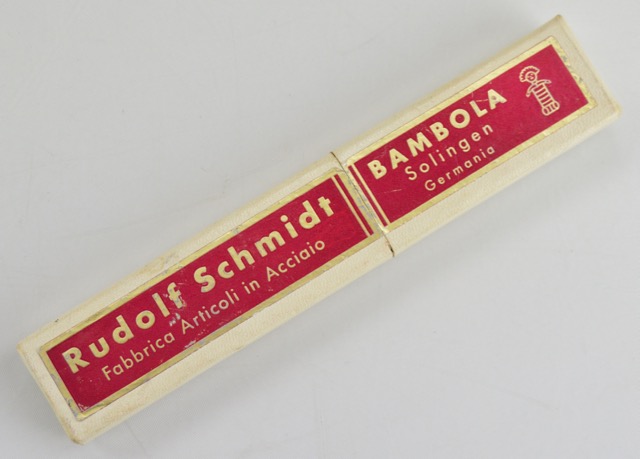 Rudolf Schmidt
Fabbrica Articoli in Acciaio
BAMBOLA
Solingen
Germania